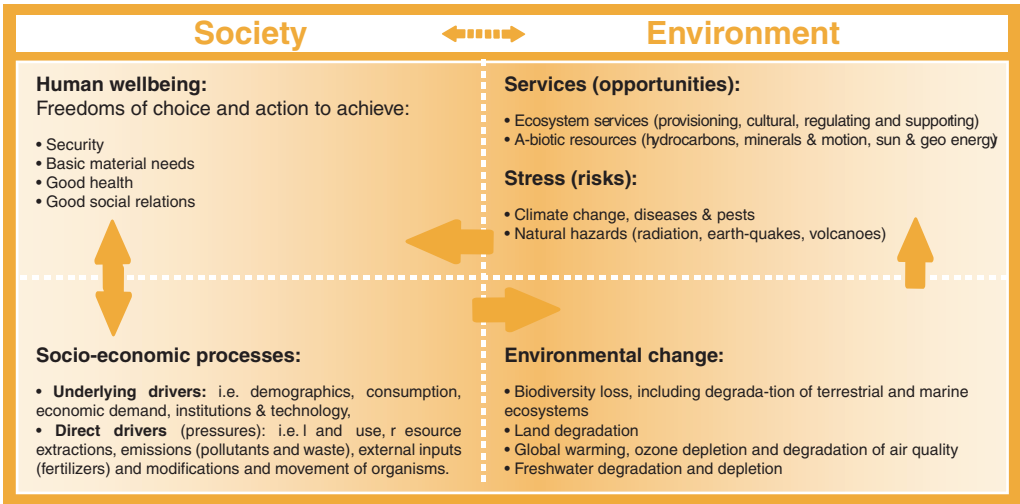 Society
Environment
Human wellbeing:
Freedoms of choice and action to achieve:
• Security
• Basic material needs
• Good health
• Good social relations
Services (opportunities):
• Ecosystem services (provisioning, cultural, regulating and supporting)
• A-biotic resources (hydrocarbons, minerals & motion, sun & geo energy)
Stress (risks):
• Climate change, diseases & pests
• Natural hazards (radiation, earth-quakes, volcanoes)
Socio-economic processes:
• Underlying drivers: i.e. demographics, consumption,
economic demand, institutions & technology,
• Direct drivers (pressures): i.e. l and use, r esource
extractions, emissions (pollutants and waste), external inputs
(fertilizers) and modifications and movement of organisms.
Environmental change:
• Biodiversity loss, including degrada-tion of terrestrial and marine
ecosystems
• Land degradation
• Global warming, ozone depletion and degradation of air quality
• Freshwater degradation and depletion